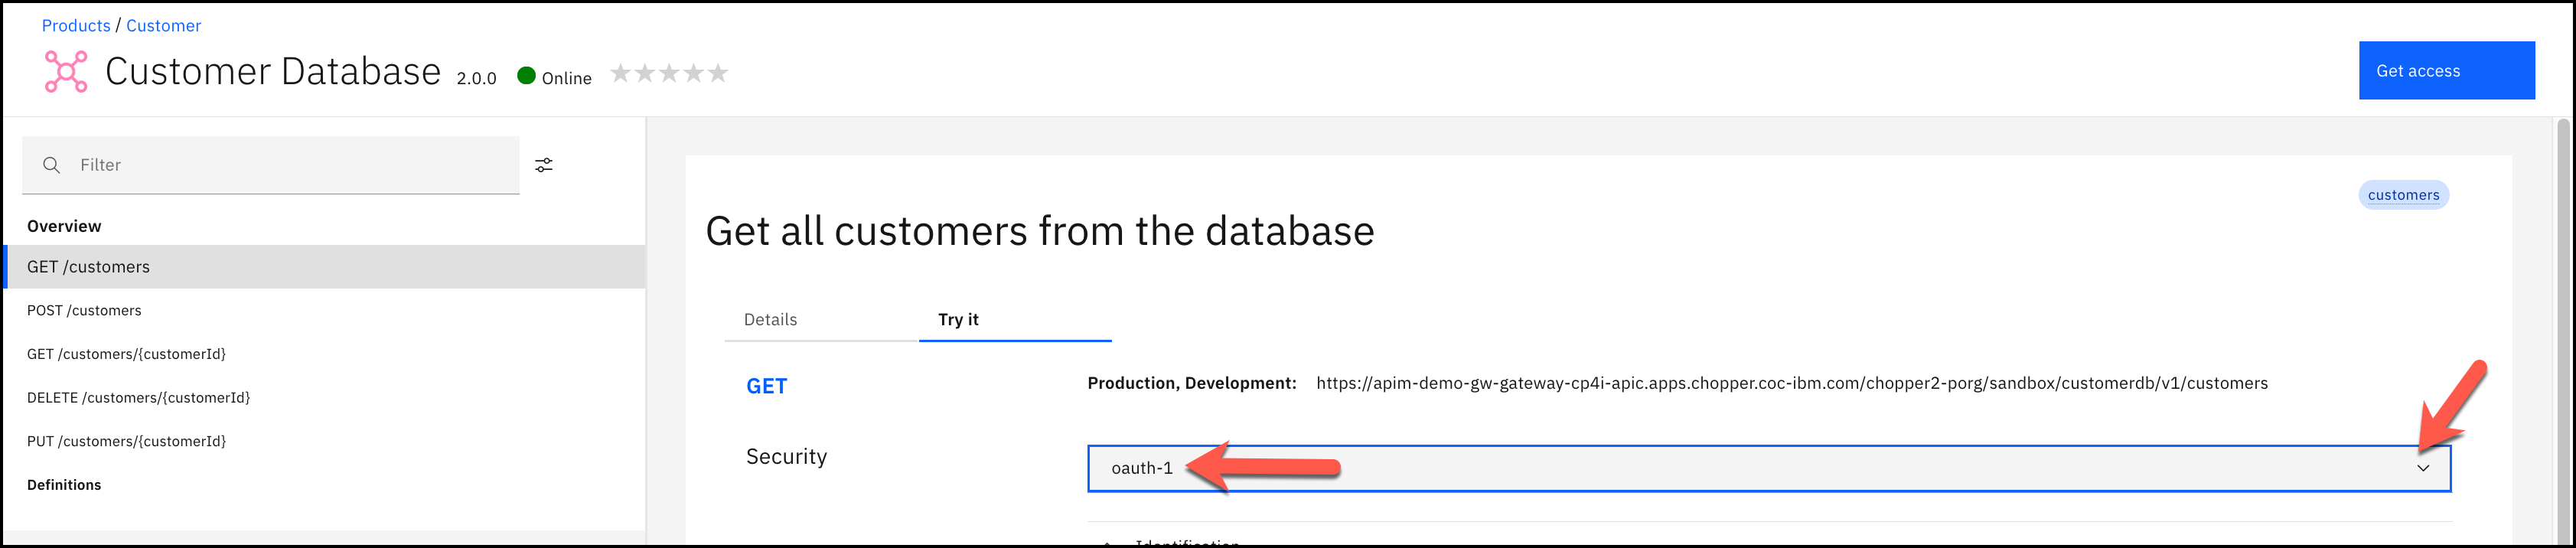 Products / Customer
Customer Database 2.0.0 Online
Get access
Filter
Overview
GET /customers
POST /customers
GET /customers/{customerId}
DELETE /customers/{customerId}
PUT /customers/{customerId}
Definitions
customers
Get all customers from the database
Details Try it
GET Production, Development: https://apim-demo-gw-gateway-cp4i-apic.apps.chopper.coc-ibm.com/chopper2-porg/sandbox/customerdb/v1/customers
Security oauth-1
Identification